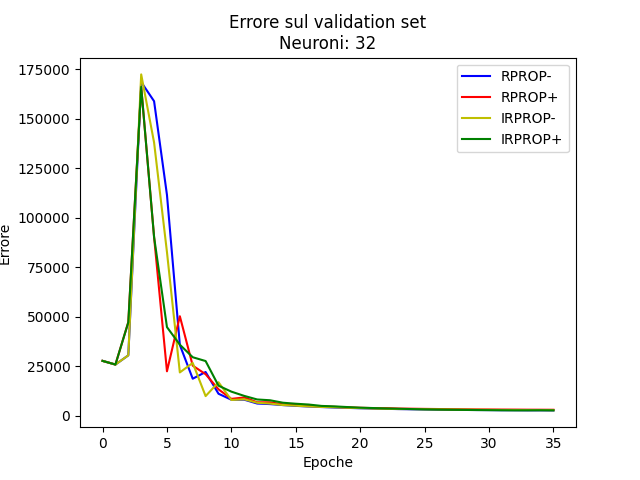 Errore sul validation set
Neuroni: 32
175000
150000
125000
100000
75000
50000
25000
0
Errore
RPROP-
RPROP+
IRPROP-
IRPROP+
0 5 10 15 20 25 30 35
Epoche